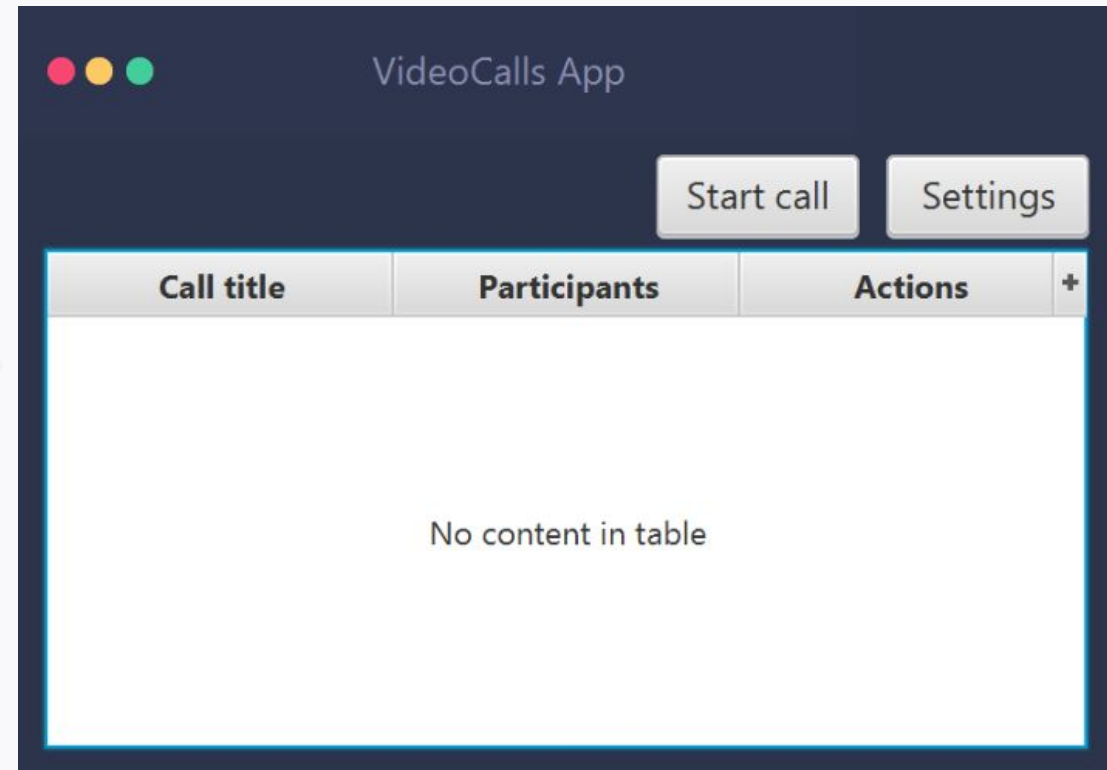 VideoCalls App
Start call Settings
Call title Participants Actions +
No content in table